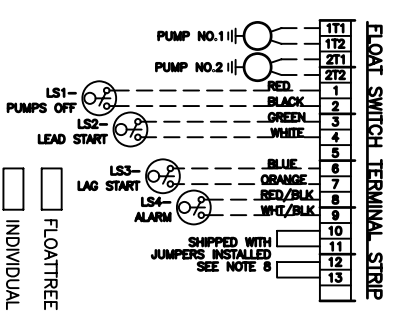 FLOAT SWITCH TERMINAL STRIP
PUMP NO.1
1T1
1T2
PUMP NO.2
2T1
2T2
LS1-
PUMPS OFF
RED
1
BLACK
2
LS2-
LEAD START
GREEN
3
WHITE
4
5
LS3-
LAG START
BLUE
6
ORANGE
7
LS4-
ALARM
RED/BLK
8
WHT/BLK
9
SHIPPED WITH
JUMPERS INSTALLED
SEE NOTE 8
10
11
12
13
FLOATTREE
INDIVIDUAL